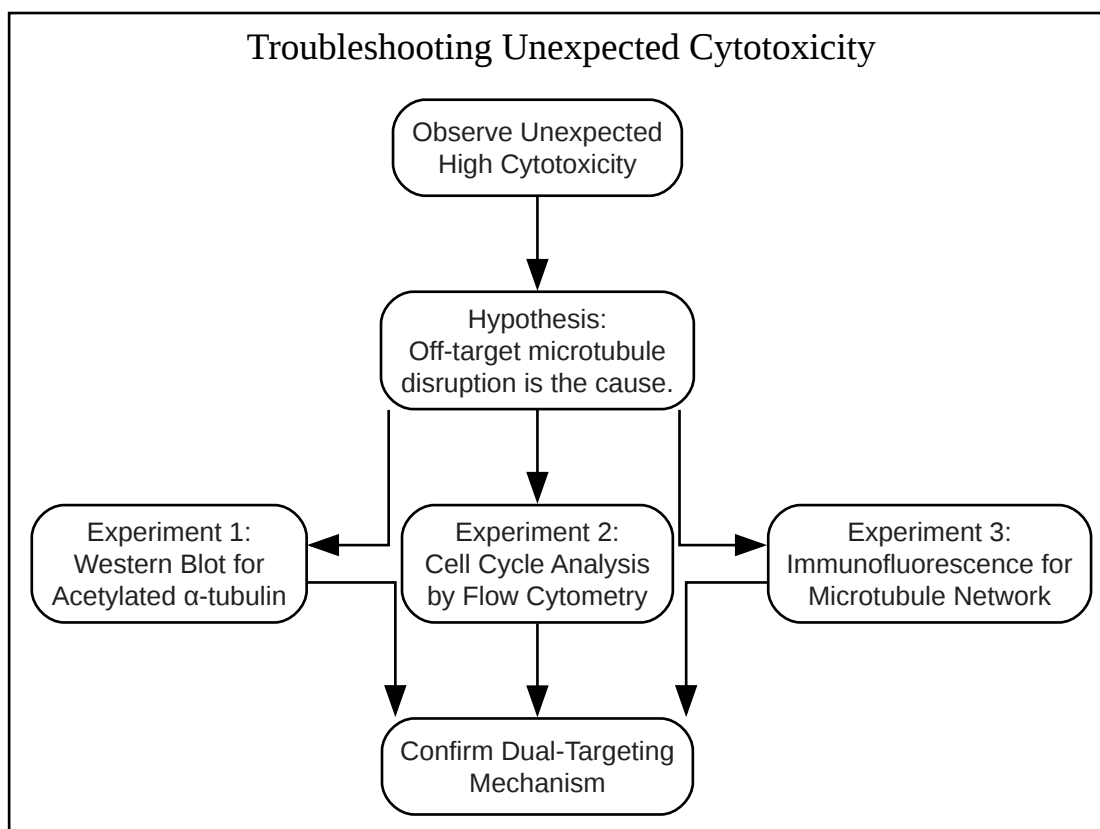 Troubleshooting Unexpected Cytotoxicity
Observe Unexpected
High Cytotoxicity
Hypothesis:
Off-target microtubule
disruption is the cause.
Experiment 1:
Western Blot for
Acetylated α-tubulin
Experiment 2:
Cell Cycle Analysis
by Flow Cytometry
Experiment 3:
Immunofluorescence for
Microtubule Network
Confirm Dual-Targeting
Mechanism